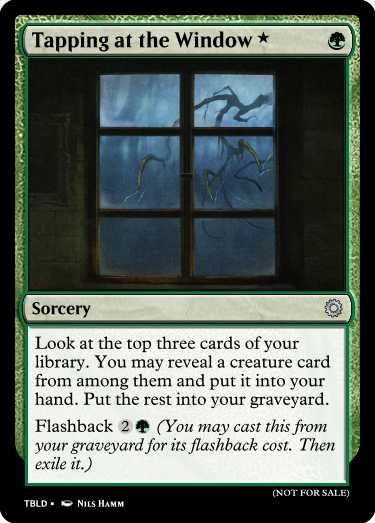 Tapping at the Window ★
Sorcery
Look at the top three cards of your
library. You may reveal a creature card
from among them and put it into your
hand. Put the rest into your graveyard.
Flashback 2 (You may cast this from
your graveyard for its flashback cost. Then
exile it.)
(NOT FOR SALE)
TBLD • Nils Hamm